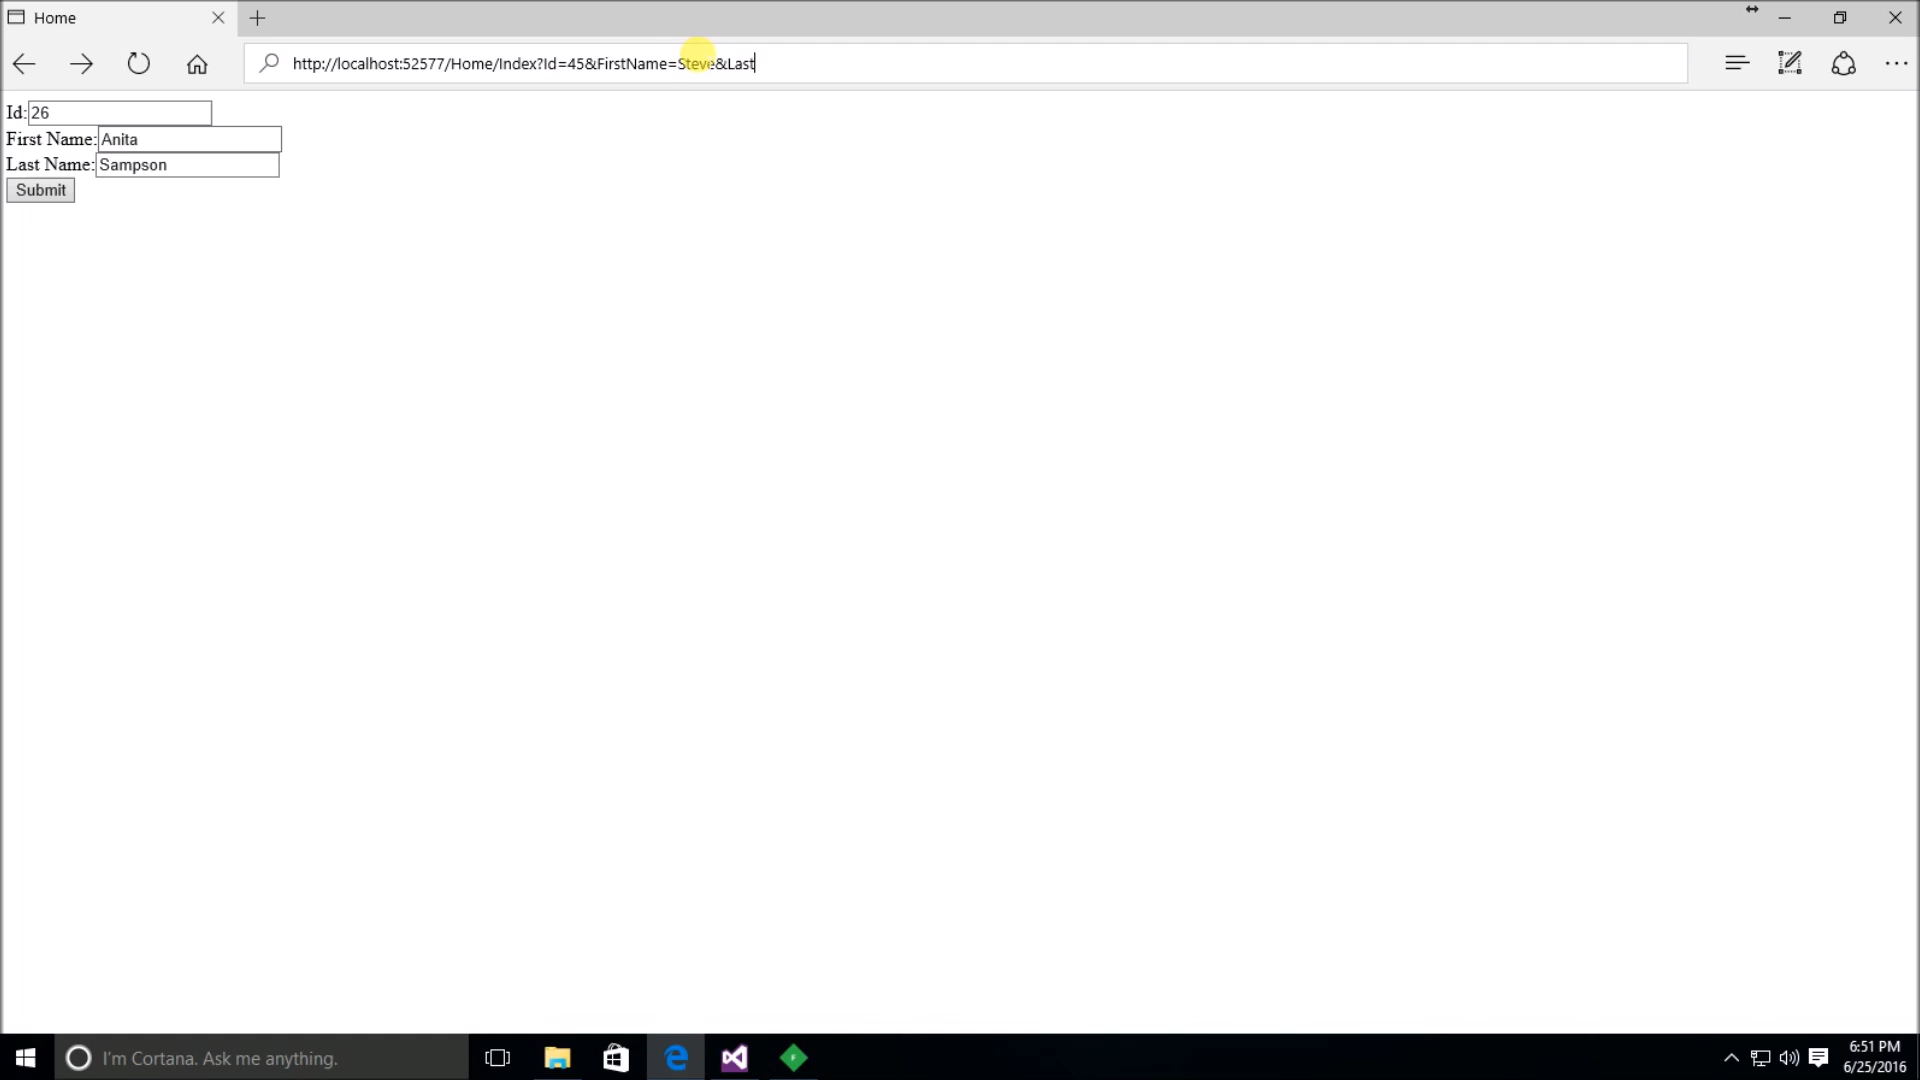 Home
http://localhost:52577/Home/Index?Id=45&FirstName=Steve&Last
Id: 26
First Name: Anita
Last Name: Sampson
Submit
I'm Cortana. Ask me anything.
6:51 PM
6/25/2016